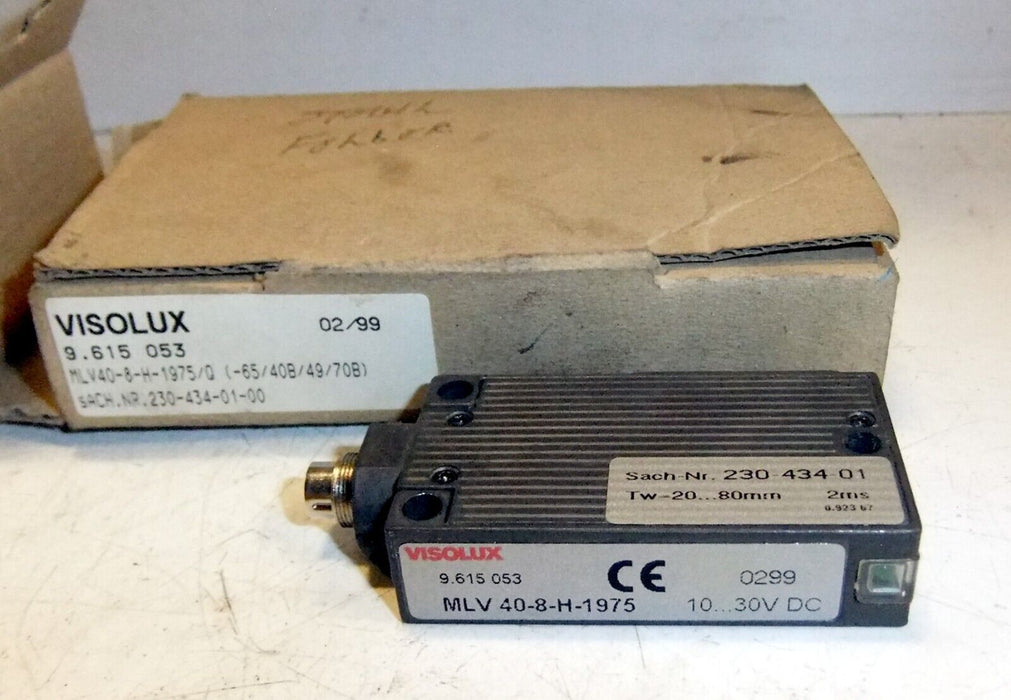 VISOLUX 02/99
9.615 053
MLV40-8-H-1975/Q (-65/40B/49/70B)
SACH.NR.230-434-01-00
Sach-Nr. 230-434-01
Tw-20...80mm 2ms
VISOLUX
9.615 053 CE 0299
MLV 40-8-H-1975 10...30V DC